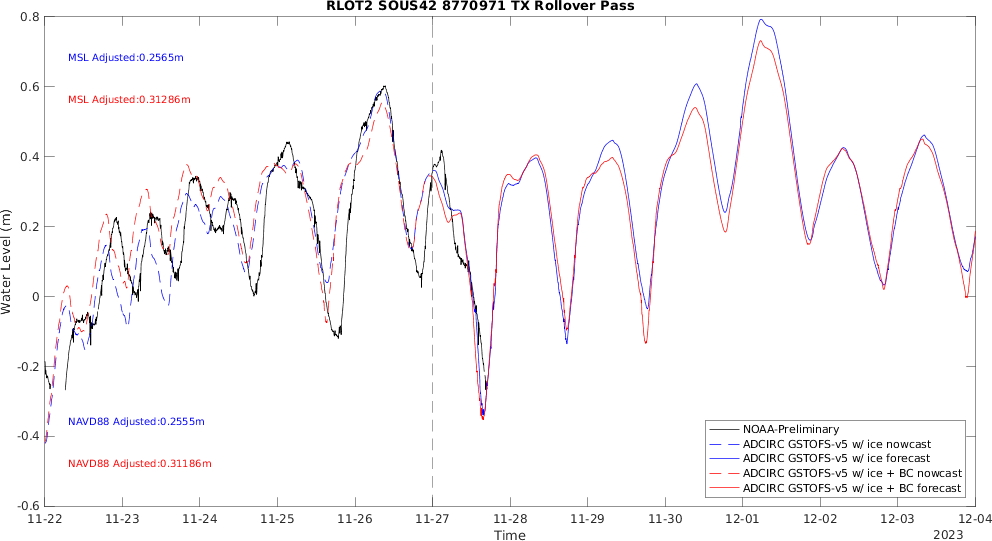 RLOT2 SOUS42 8770971 TX Rollover Pass
0.8
0.6
0.4
0.2
0
-0.2
-0.4
-0.6
Water Level (m)
MSL Adjusted:0.2565m
MSL Adjusted:0.31286m
NAVD88 Adjusted:0.2555m
NAVD88 Adjusted:0.31186m
NOAA-Preliminary
ADCIRC GSTOFS-v5 w/ ice nowcast
ADCIRC GSTOFS-v5 w/ ice forecast
ADCIRC GSTOFS-v5 w/ ice + BC nowcast
ADCIRC GSTOFS-v5 w/ ice + BC forecast
11-22 11-23 11-24 11-25 11-26 11-27 11-28 11-29 11-30 12-01 12-02 12-03 12-04
Time
2023